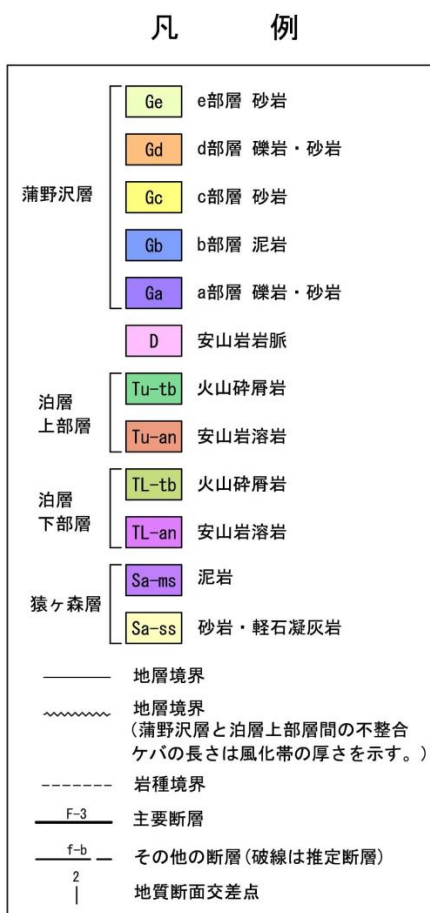 凡 例
蒲野沢層
Ge e部層 砂岩
Gd d部層 礫岩・砂岩
Gc c部層 砂岩
Gb b部層 泥岩
Ga a部層 礫岩・砂岩
D 安山岩岩脈
泊層
上部層
Tu-tb 火山砕屑岩
Tu-an 安山岩溶岩
泊層
下部層
TL-tb 火山砕屑岩
TL-an 安山岩溶岩
猿ヶ森層
Sa-ms 泥岩
Sa-ss 砂岩・軽石凝灰岩
地層境界
地層境界
(蒲野沢層と泊層上部層間の不整合
ケバの長さは風化帯の厚さを示す。)
岩種境界
F-3 主要断層
f-b その他の断層(破線は推定断層)
2 地質断面交差点